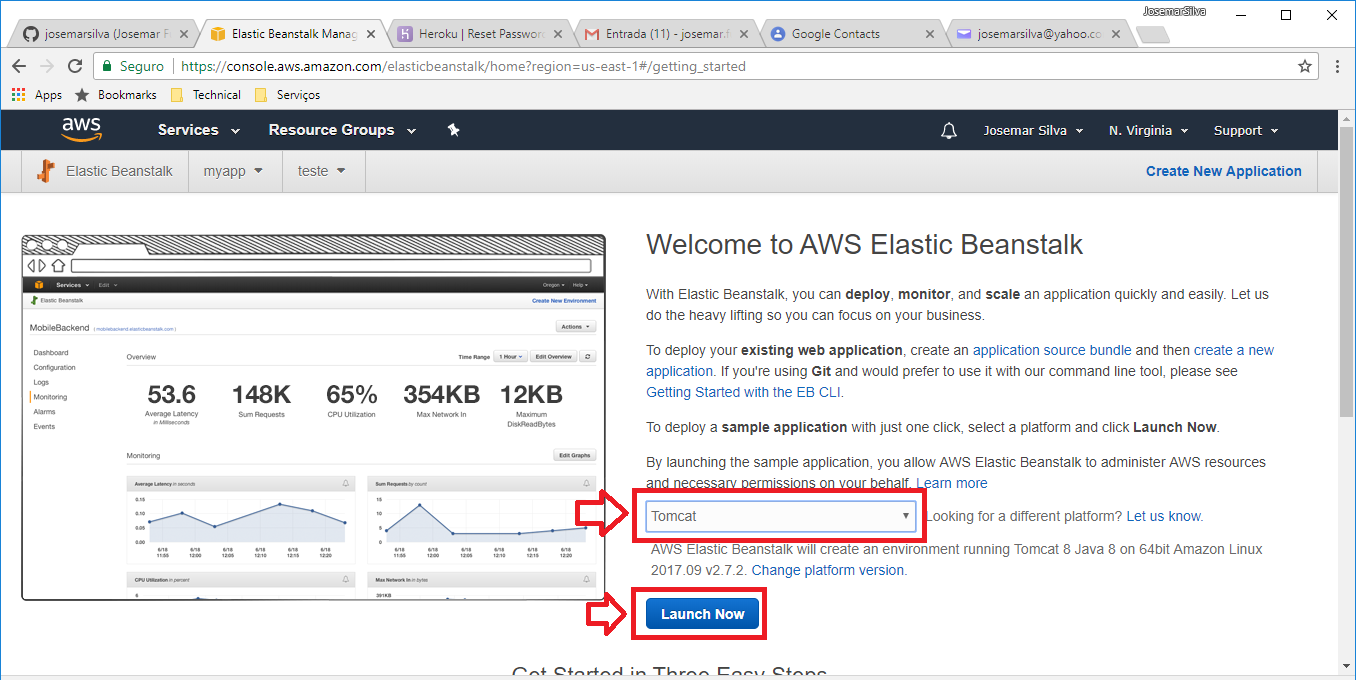 JosemarSilva
josemarsilva (Josemar F
Elastic Beanstalk Manag
Heroku | Reset Password
Entrada (11) - josemar.f
Google Contacts
josemarsilva@yahoo.co
Seguro
https://console.aws.amazon.com/elasticbeanstalk/home?region=us-east-1#/getting_started
Apps
Bookmarks
Technical
Serviços
aws
Services
Resource Groups
Josemar Silva
N. Virginia
Support
Elastic Beanstalk
myapp
teste
Create New Application
Services
Edit
Oregon
Help
Elastic Beanstalk
Create New Environment
MobileBackend
( mobilebackend.elasticbeanstalk.com )
Actions
Dashboard
Configuration
Logs
Monitoring
Alarms
Events
Overview
Time Range
1 Hour
Edit Overview
53.6
Average Latency
in Milliseconds
148K
Sum Requests
65%
CPU Utilization
354KB
Max Network In
12KB
Maximum
DiskReadBytes
Monitoring
Edit Graphs
Average Latency in seconds
0.15
0.10
0.05
0.00
6/18 6/18 6/18 6/18 6/18 6/18
11:55 12:00 12:05 12:10 12:15 12:20
Sum Requests by count
15
10
5
0
6/18 6/18 6/18 6/18 6/18 6/18
11:55 12:00 12:05 12:10 12:15 12:20
CPU Utilization in percent
6
Max Network In in bytes
391KB
Welcome to AWS Elastic Beanstalk
With Elastic Beanstalk, you can deploy, monitor, and scale an application quickly and easily. Let us
do the heavy lifting so you can focus on your business.
To deploy your existing web application, create an application source bundle and then create a new
application. If you're using Git and would prefer to use it with our command line tool, please see
Getting Started with the EB CLI.
To deploy a sample application with just one click, select a platform and click Launch Now.
By launching the sample application, you allow AWS Elastic Beanstalk to administer AWS resources
and necessary permissions on your behalf. Learn more
Tomcat
Looking for a different platform? Let us know.
AWS Elastic Beanstalk will create an environment running Tomcat 8 Java 8 on 64bit Amazon Linux
2017.09 v2.7.2. Change platform version.
Launch Now
Get Started in Three Easy Steps